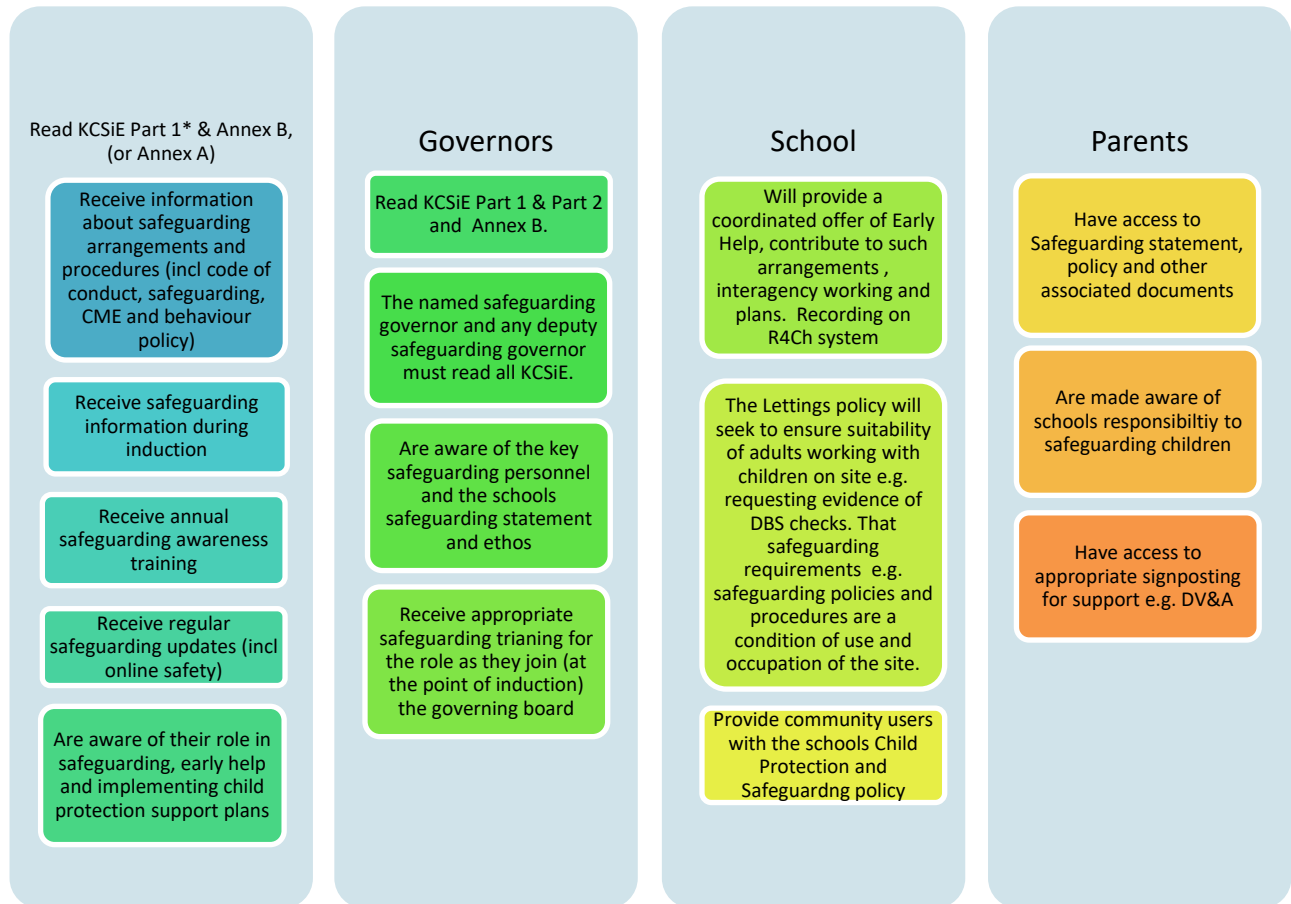 Read KCSiE Part 1* & Annex B,
(or Annex A)
Receive information
about safeguarding
arrangements and
procedures (incl code of
conduct, safeguarding,
CME and behaviour
policy)
Receive safeguarding
information during
induction
Receive annual
safeguarding awareness
training
Receive regular
safeguarding updates (incl
online safety)
Are aware of their role in
safeguarding, early help
and implementing child
protection support plans
Governors
Read KCSiE Part 1 & Part 2
and Annex B.
The named safeguarding
governor and any deputy
safeguarding governor
must read all KCSiE.
Are aware of the key
safeguarding personnel
and the schools
safeguarding statement
and ethos
Receive appropriate
safeguarding trianing for
the role as they join (at
the point of induction)
the governing board
School
Will provide a
coordinated offer of Early
Help, contribute to such
arrangements ,
interagency working and
plans. Recording on
R4Ch system
The Lettings policy will
seek to ensure suitability
of adults working with
children on site e.g.
requesting evidence of
DBS checks. That
safeguarding
requirements e.g.
safeguarding policies and
procedures are a
condition of use and
occupation of the site.
Provide community users
with the schools Child
Protection and
Safeguardng policy
Parents
Have access to
Safeguarding statement,
policy and other
associated documents
Are made aware of
schools responsibiltiy to
safeguarding children
Have access to
appropriate signposting
for support e.g. DV&A